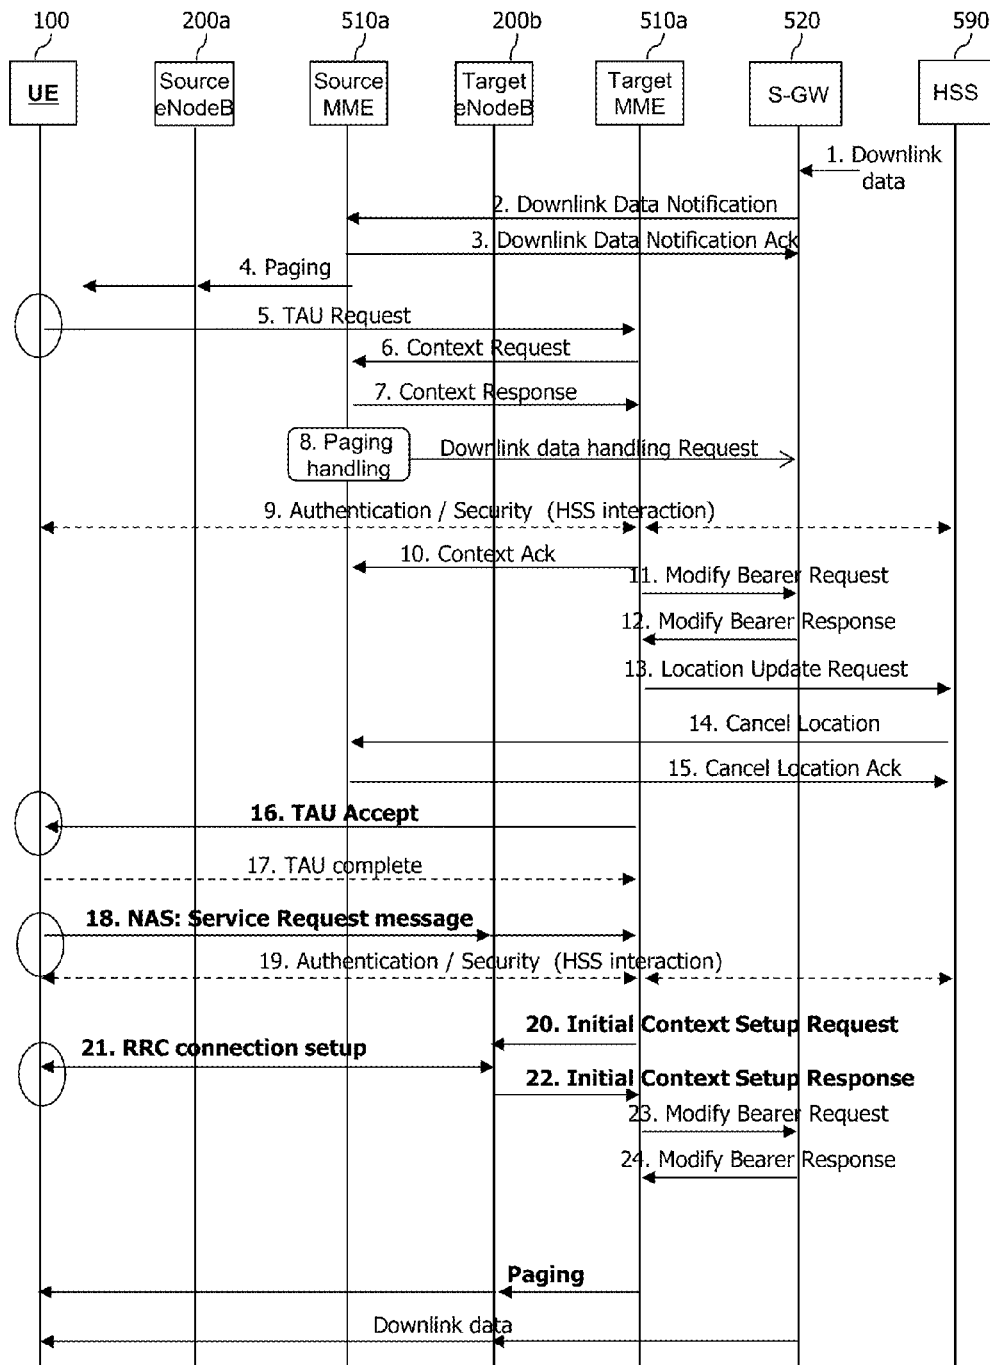 100 200a 510a 200b 510a 520 590
UE
Source
eNodeB
Source
MME
Target
eNodeB
Target
MME
S-GW
HSS
1. Downlink
data
2. Downlink Data Notification
3. Downlink Data Notification Ack
4. Paging
5. TAU Request
6. Context Request
7. Context Response
8. Paging
handling
Downlink data handling Request
9. Authentication / Security (HSS interaction)
10. Context Ack
11. Modify Bearer Request
12. Modify Bearer Response
13. Location Update Request
14. Cancel Location
15. Cancel Location Ack
16. TAU Accept
17. TAU complete
18. NAS: Service Request message
19. Authentication / Security (HSS interaction)
20. Initial Context Setup Request
21. RRC connection setup
22. Initial Context Setup Response
23. Modify Bearer Request
24. Modify Bearer Response
Paging
Downlink data